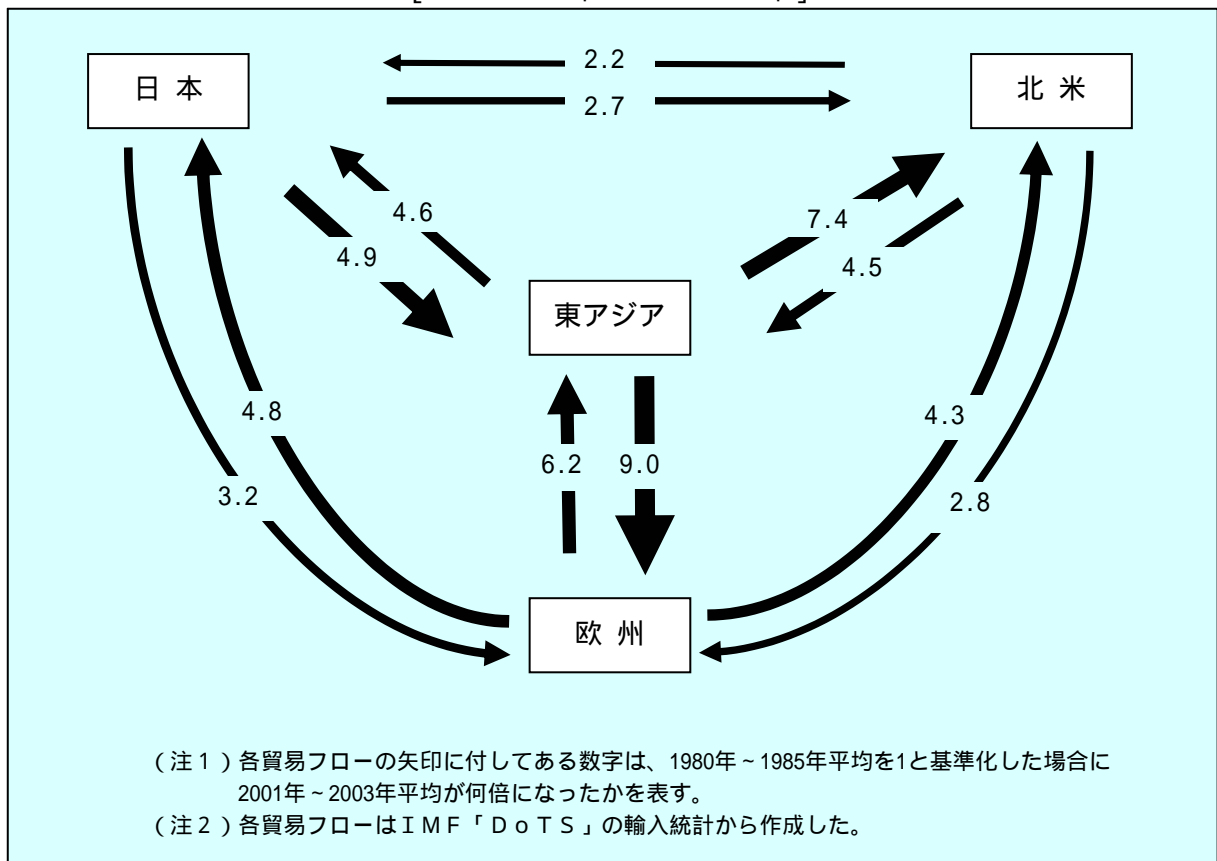 2.2
日 本
北 米
2.7
4.6
7.4
4.9
4.5
東アジア
4.8
4.3
6.2
9.0
3.2
2.8
欧 州
（注１）各貿易フローの矢印に付してある数字は、1980年～1985年平均を1と基準化した場合に
2001年～2003年平均が何倍になったかを表す。
（注２）各貿易フローはＩＭＦ「ＤｏＴＳ」の輸入統計から作成した。